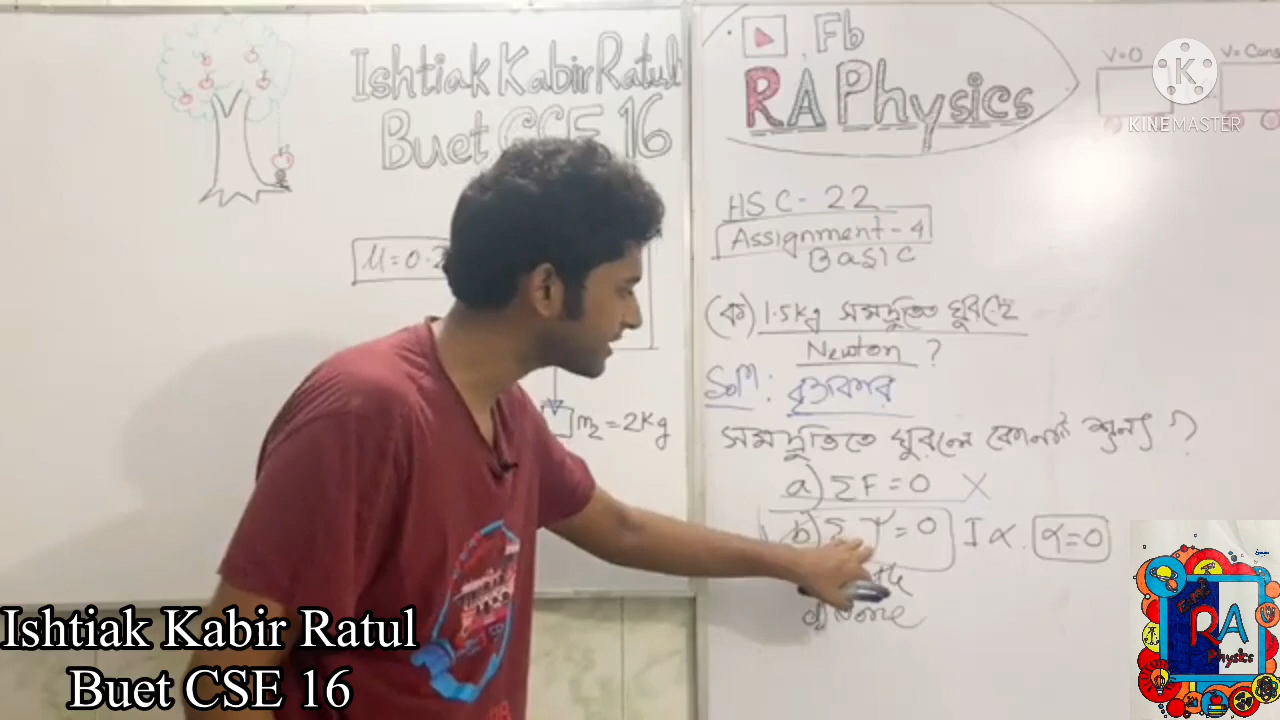 Ishtiak Kabir Ratul
Buet CSE 16
μ = 0.2
m₂ = 2kg
Fb
RA Physics
V=0
V= Cons
K
KINEMASTER
HSC - 22
Assignment - 4
Basic
(ক) 1.5kg সমদ্রুতিতে ঘুরছে
Newton ?
Solⁿ : বৃত্তাকার
সমদ্রুতিতে ঘুরলে কোনটা শূন্য ?
a) ΣF = 0 X
b) Στ = 0 Iα α=0
d) None
Ishtiak Kabir Ratul
Buet CSE 16
RA
Physics